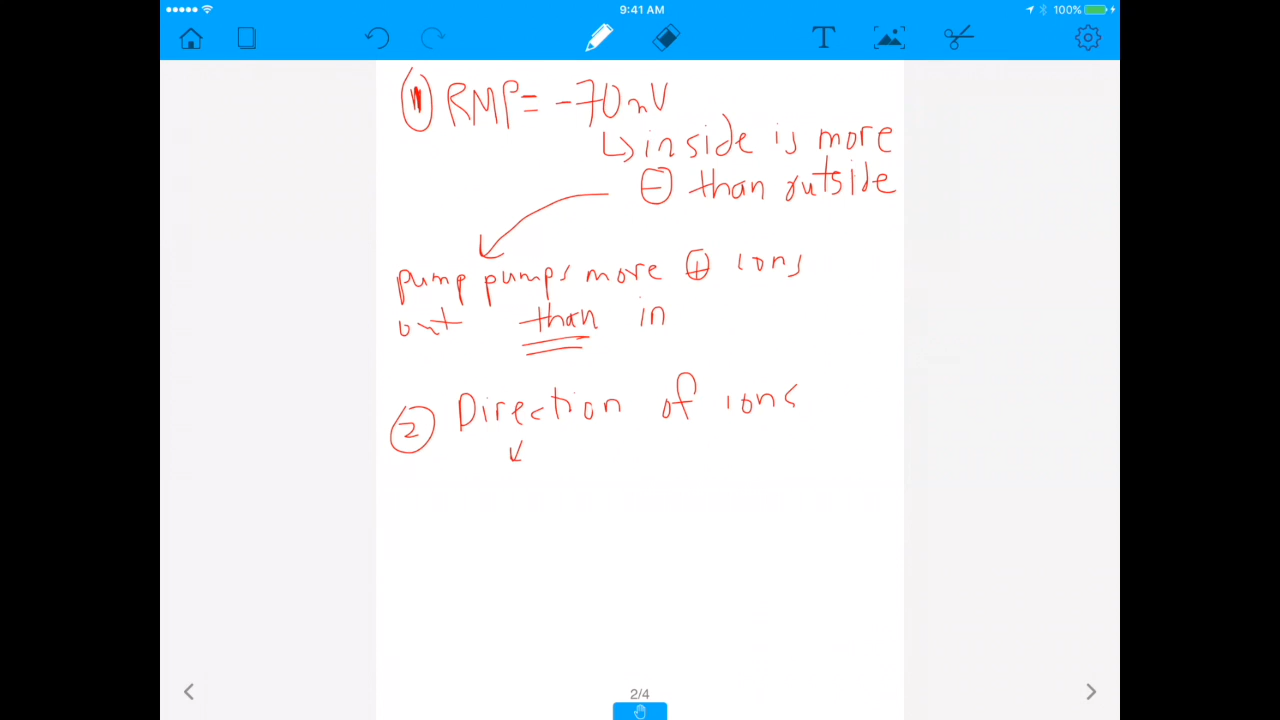 9:41 AM
100%
T
① RMP = -70mV
↳ inside is more
⊖ than outside
pump pumps more ⊕ ions
out than in
② Direction of ions
2/4